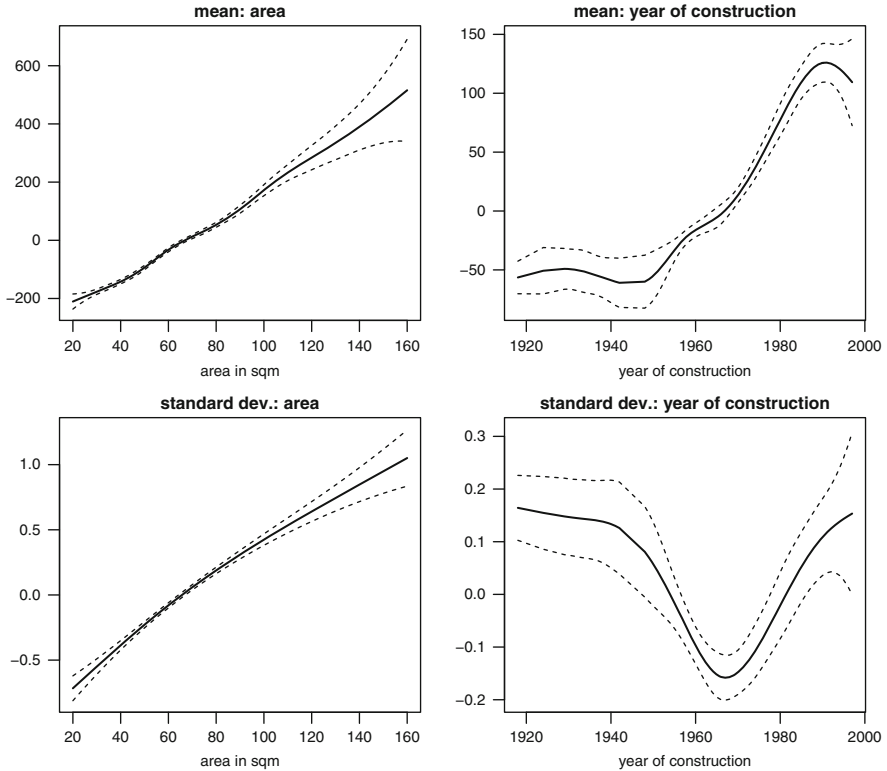 mean: area
600
400
200
0
−200
20 40 60 80 100 120 140 160
area in sqm
mean: year of construction
150
100
50
0
−50
1920 1940 1960 1980 2000
year of construction
standard dev.: area
1.0
0.5
0.0
−0.5
20 40 60 80 100 120 140 160
area in sqm
standard dev.: year of construction
0.3
0.2
0.1
0.0
−0.1
−0.2
1920 1940 1960 1980 2000
year of construction